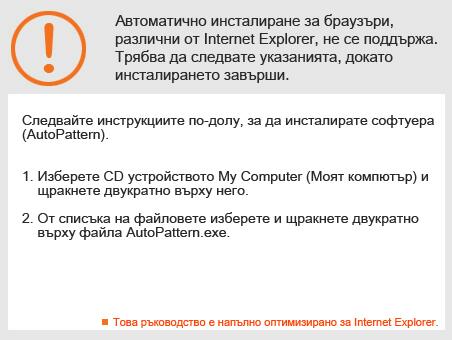 Автоматично инсталиране за браузъри,
различни от Internet Explorer, не се поддържа.
Трябва да следвате указанията, докато
инсталирането завърши.
Следвайте инструкциите по-долу, за да инсталирате софтуера
(AutoPattern).
1. Изберете CD устройството My Computer (Моят компютър) и
щракнете двукратно върху него.
2. От списъка на файловете изберете и щракнете двукратно
върху файла AutoPattern.exe.
Това ръководство е напълно оптимизирано за Internet Explorer.